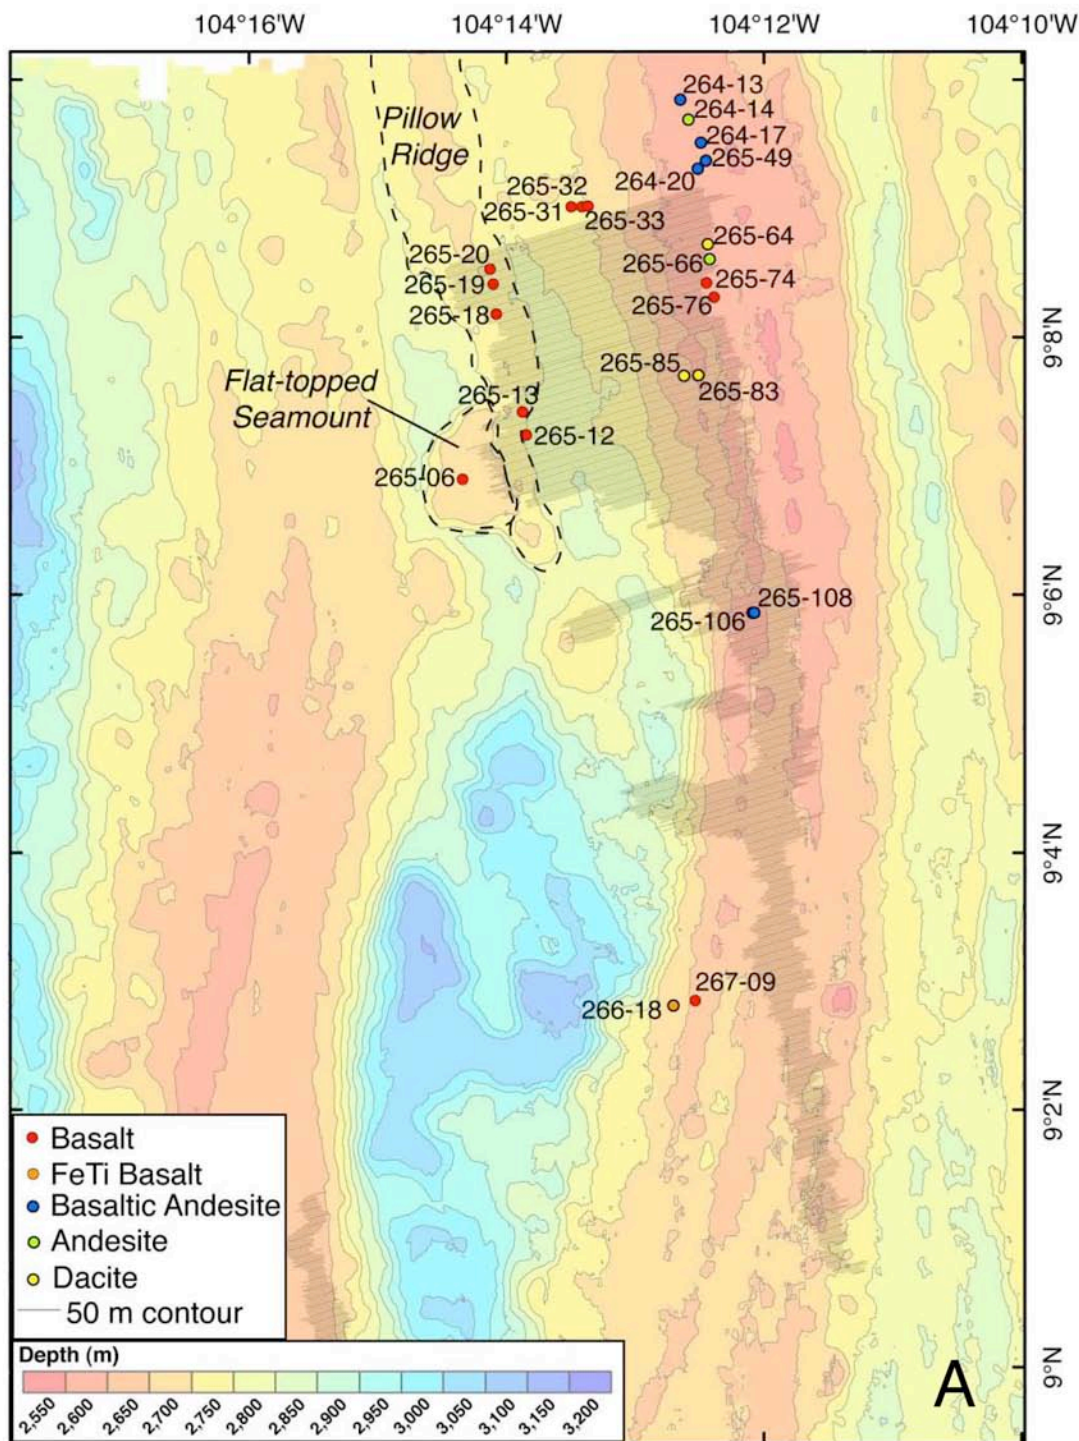 104°16'W 104°14'W 104°12'W 104°10'W
Pillow
Ridge
264-13
264-14
264-17
265-49
264-20
265-32
265-31
265-33
265-20
265-19
265-18
265-64
265-66
265-74
265-76
9°8'N
265-85
265-83
Flat-topped
Seamount
265-13
265-12
265-06
9°6'N
265-108
265-106
9°4'N
267-09
266-18
9°2'N
Basalt
FeTi Basalt
Basaltic Andesite
Andesite
Dacite
50 m contour
Depth (m)
2,550 2,600 2,650 2,700 2,750 2,800 2,850 2,900 2,950 3,000 3,050 3,100 3,150 3,200
9°N
A